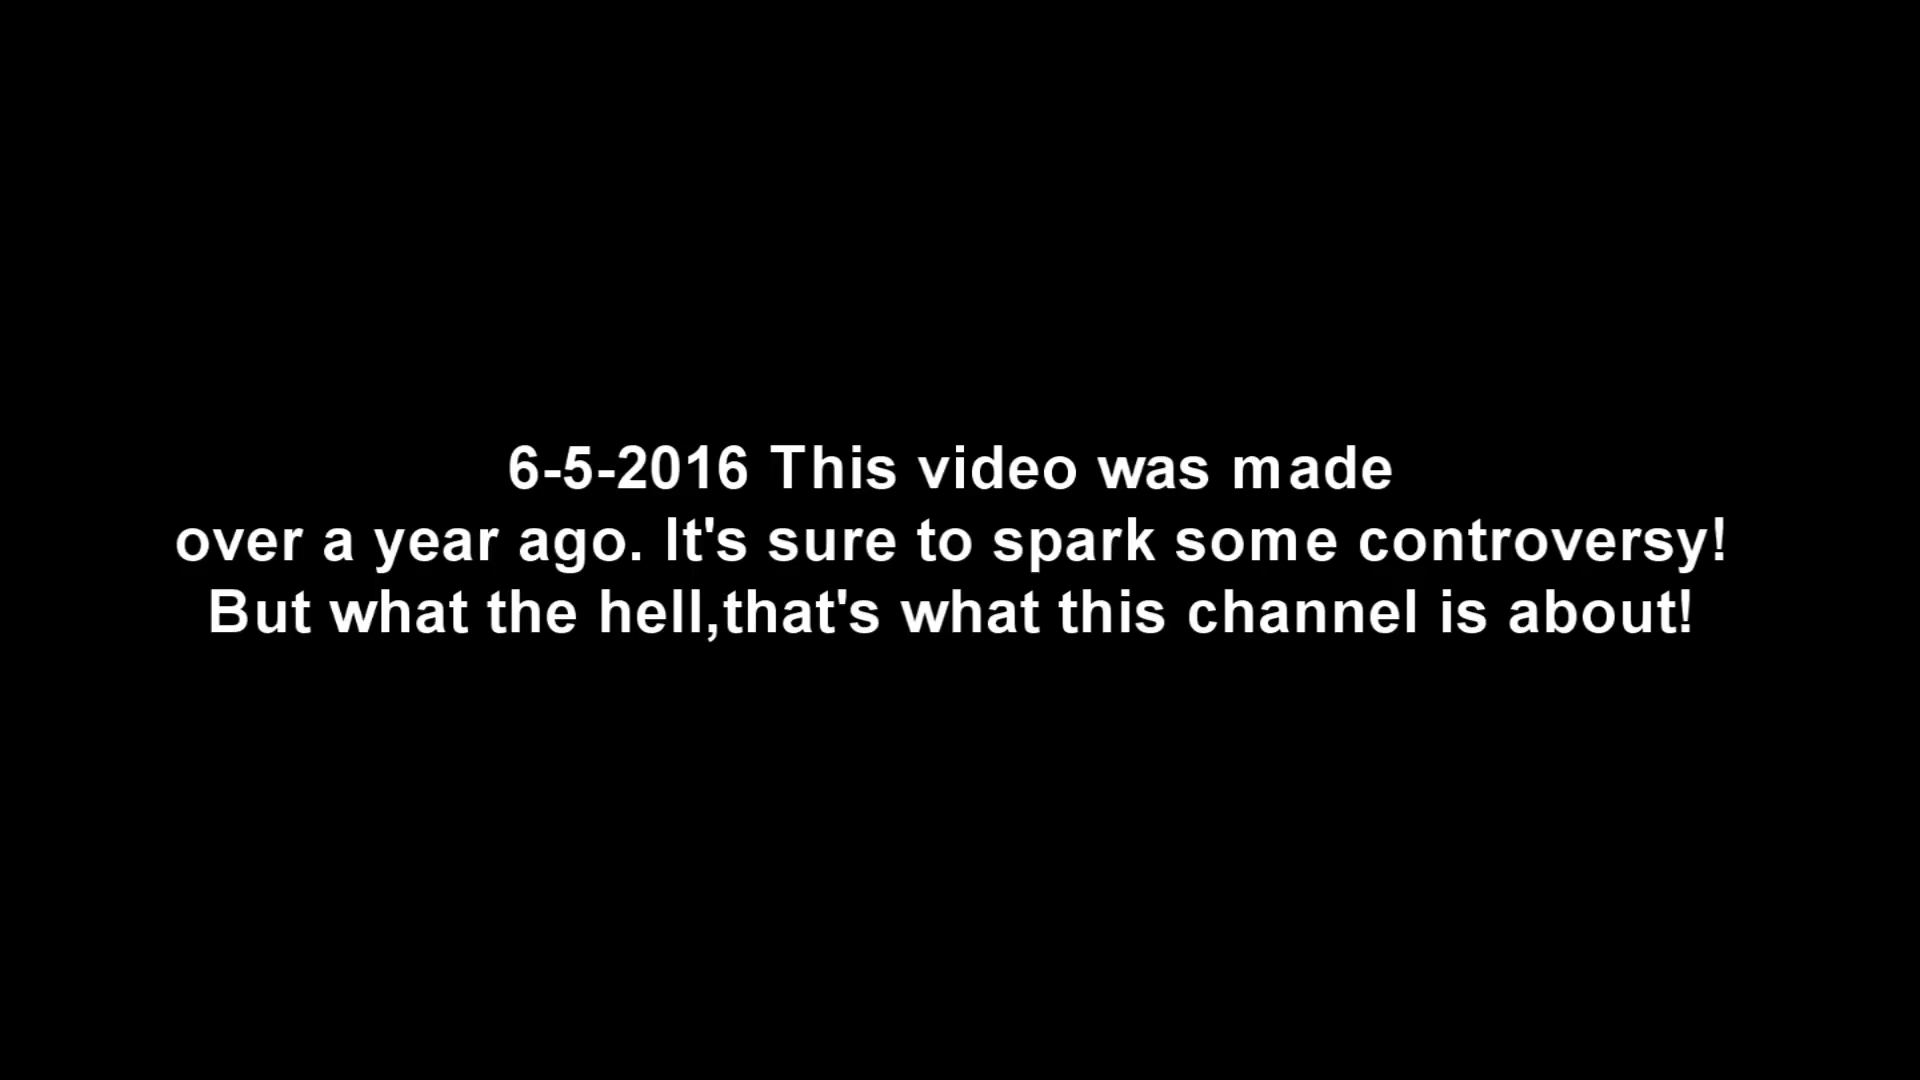 6-5-2016 This video was made
over a year ago. It's sure to spark some controversy!
But what the hell,that's what this channel is about!